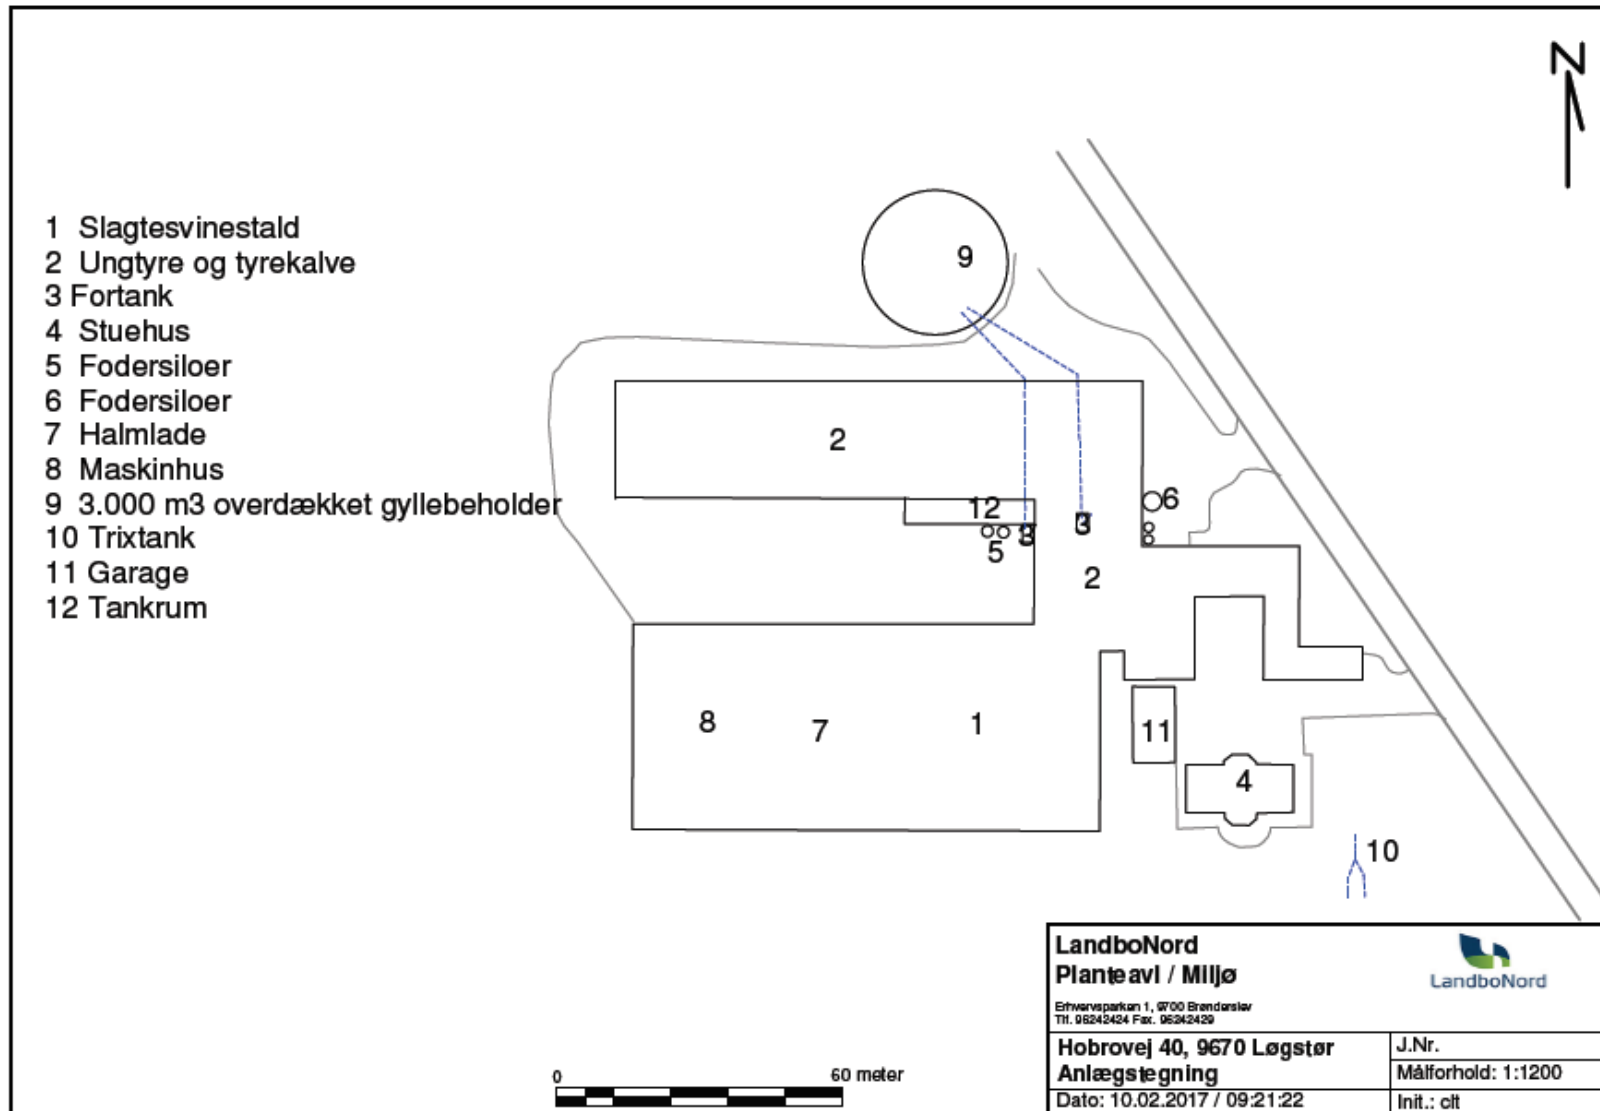 N
1 Slagtesvinestald
2 Ungtyre og tyrekalve
3 Fortank
4 Stuehus
5 Fodersiloer
6 Fodersiloer
7 Halmlade
8 Maskinhus
9 3.000 m3 overdækket gyllebeholder
10 Trixtank
11 Garage
12 Tankrum
9
2
12
6
3
3
5
2
8
7
1
11
4
10
LandboNord
Planteavl / Miljø
LandboNord
Erhvervsparken 1, 9700 Brønderslev
Tlf. 96242424 Fax. 96242429
Hobrovej 40, 9670 Løgstør
J.Nr.
Anlægstegning
Målforhold: 1:1200
Dato: 10.02.2017 / 09:21:22
Init.: clt
0
60 meter